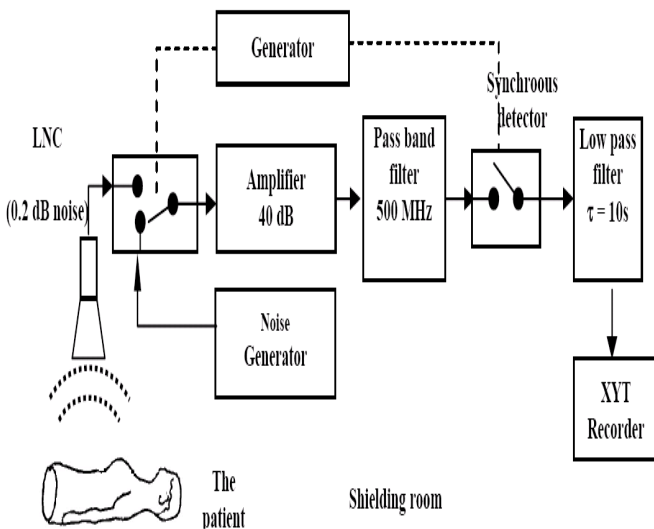 Generator
Synchroous
detector
LNC
(0.2 dB noise)
Amplifier
40 dB
Pass band
filter
500 MHz
Low pass
filter
τ = 10s
Noise
Generator
XYT
Recorder
The
patient
Shielding room